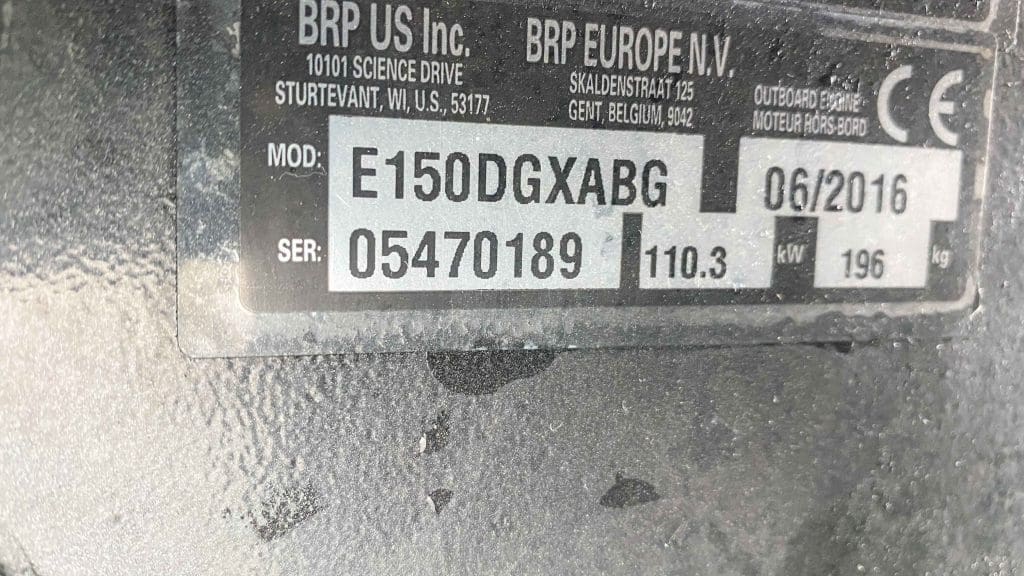 BRP US Inc.
10101 SCIENCE DRIVE
STURTEVANT, WI, U.S., 53177
BRP EUROPE N.V.
SKALDENSTRAAT 125
GENT, BELGIUM, 9042
OUTBOARD ENGINE
MOTEUR HORS-BORD
CE
MOD: E150DGXABG 06/2016
SER: 05470189 110.3 kW 196 kg